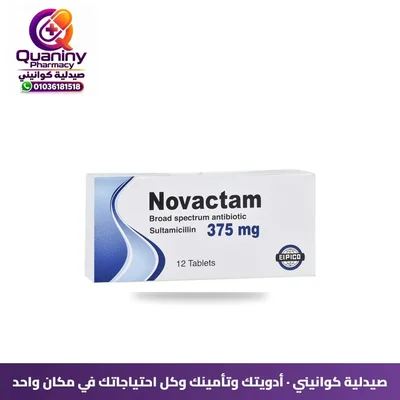 Quaniny
Pharmacy
صيدلية كوانيني
01036181518
Novactam
Broad spectrum antibiotic
Sultamicillin 375 mg
12 Tablets
EIPICO
صيدلية كوانيني - أدويتك وتأمينك وكل احتياجاتك في مكان واحد